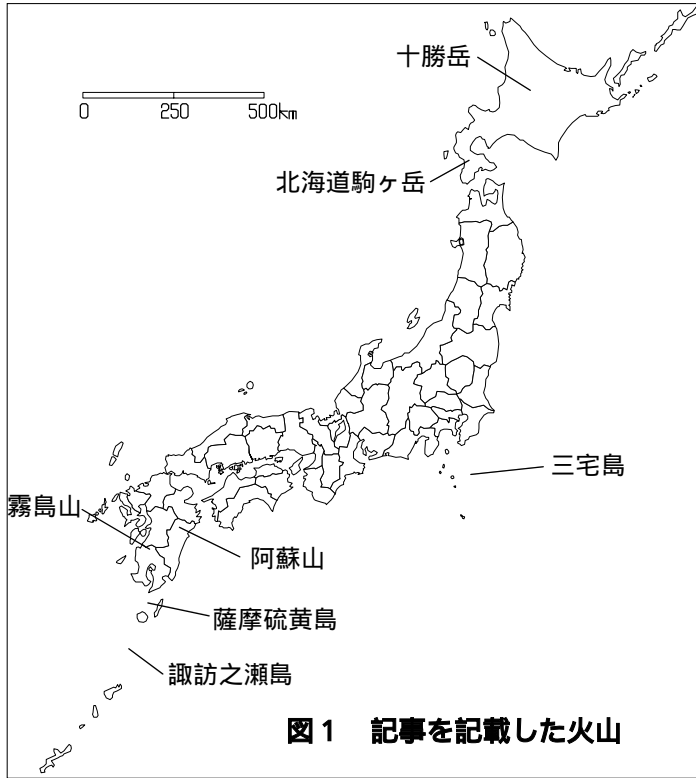 十勝岳
0 250 500km
北海道駒ヶ岳
三宅島
霧島山
阿蘇山
薩摩硫黄島
諏訪之瀬島
図1 記事を記載した火山